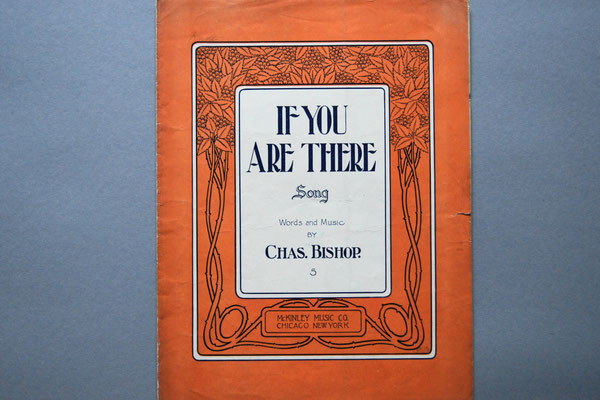 IF YOU
ARE THERE
Song
Words and Music
BY
CHAS. BISHOP.
5
MCKINLEY MUSIC CO.
CHICAGO NEW YORK